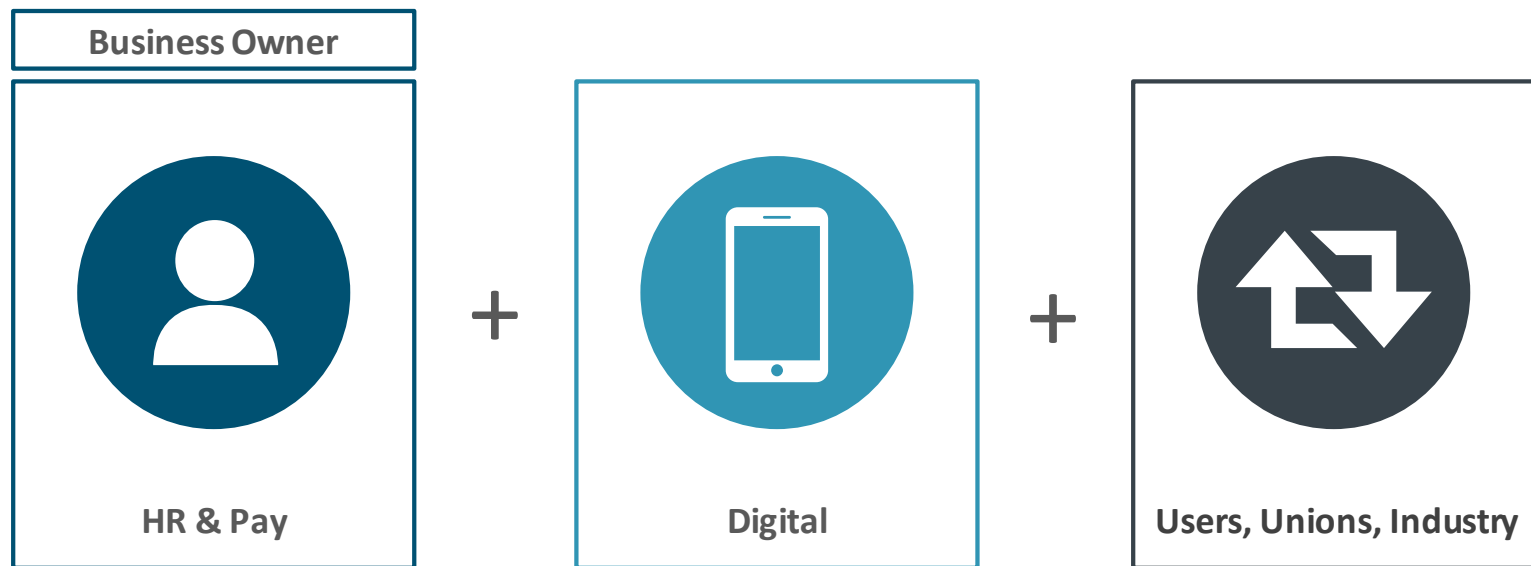 Business Owner
+
+
HR & Pay
Digital
Users, Unions, Industry